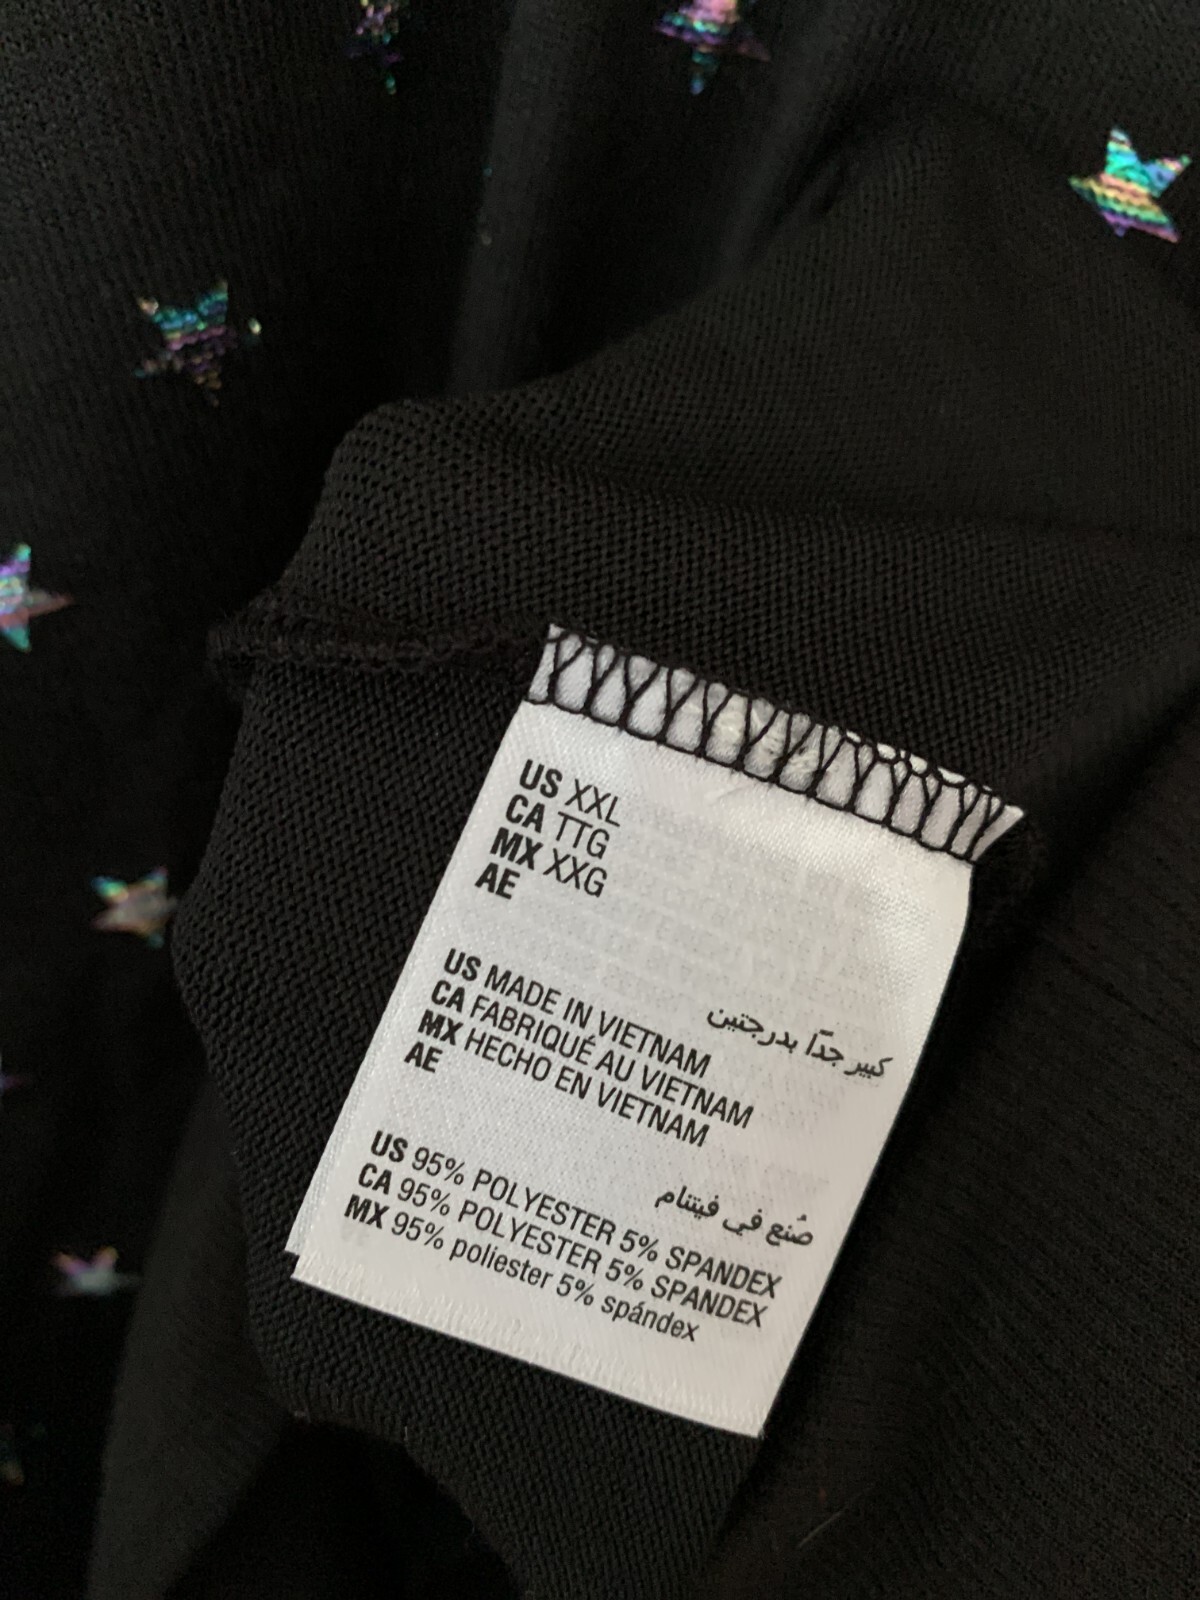 US XXL
CA TTG
MX XXG
AE
كبير جدًا بدرجتين
US MADE IN VIETNAM
CA FABRIQUÉ AU VIETNAM
MX HECHO EN VIETNAM
AE
صُنع في فيتنام
US 95% POLYESTER 5% SPANDEX
CA 95% POLYESTER 5% SPANDEX
MX 95% poliester 5% spándex